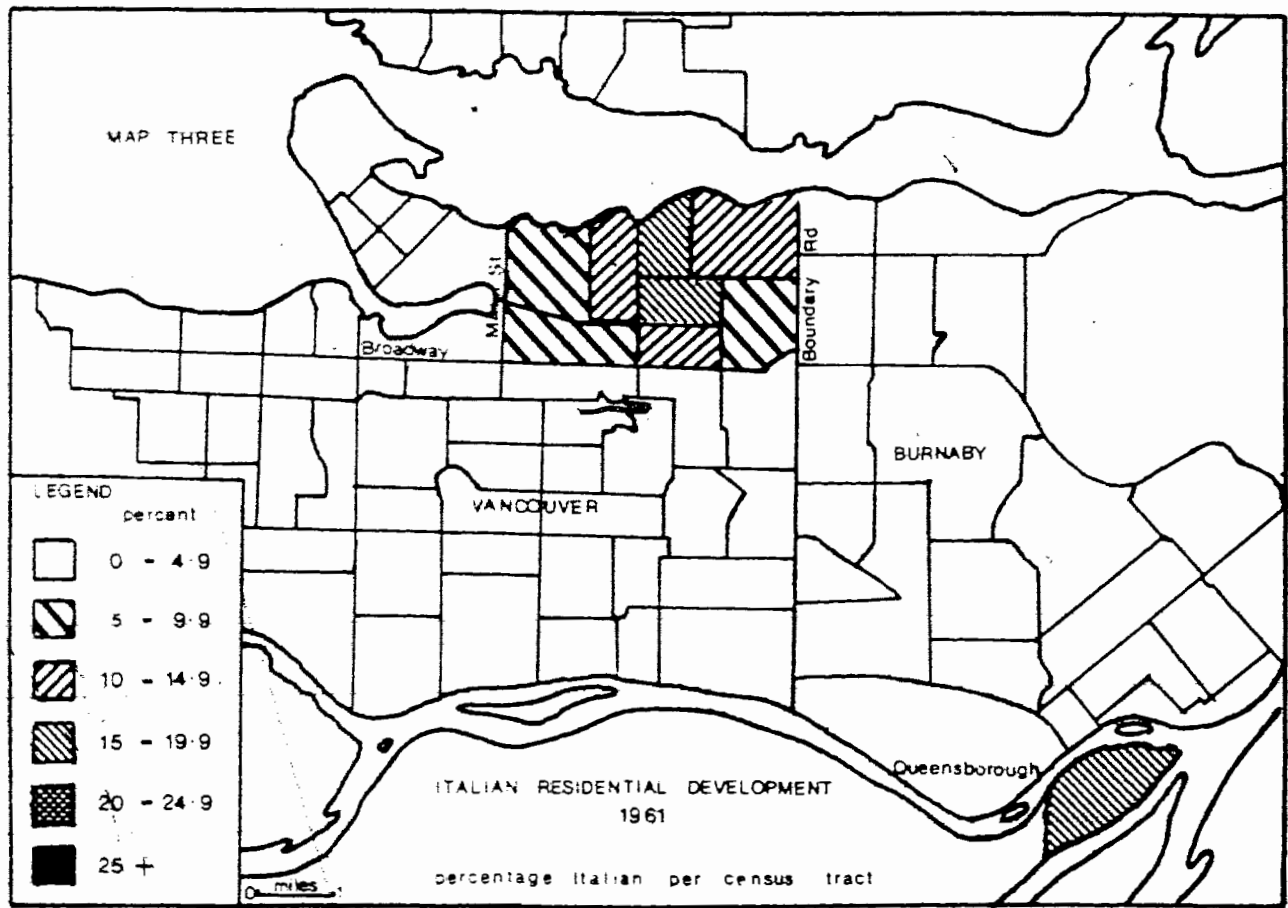 MAP THREE
Main St
Boundary Rd
Broadway
BURNABY
VANCOUVER
LEGEND
percent
0 - 4·9
5 - 9·9
10 - 14·9
15 - 19·9
20 - 24·9
25 +
Queensborough
ITALIAN RESIDENTIAL DEVELOPMENT
1961
0 miles 1
percentage Italian per census tract